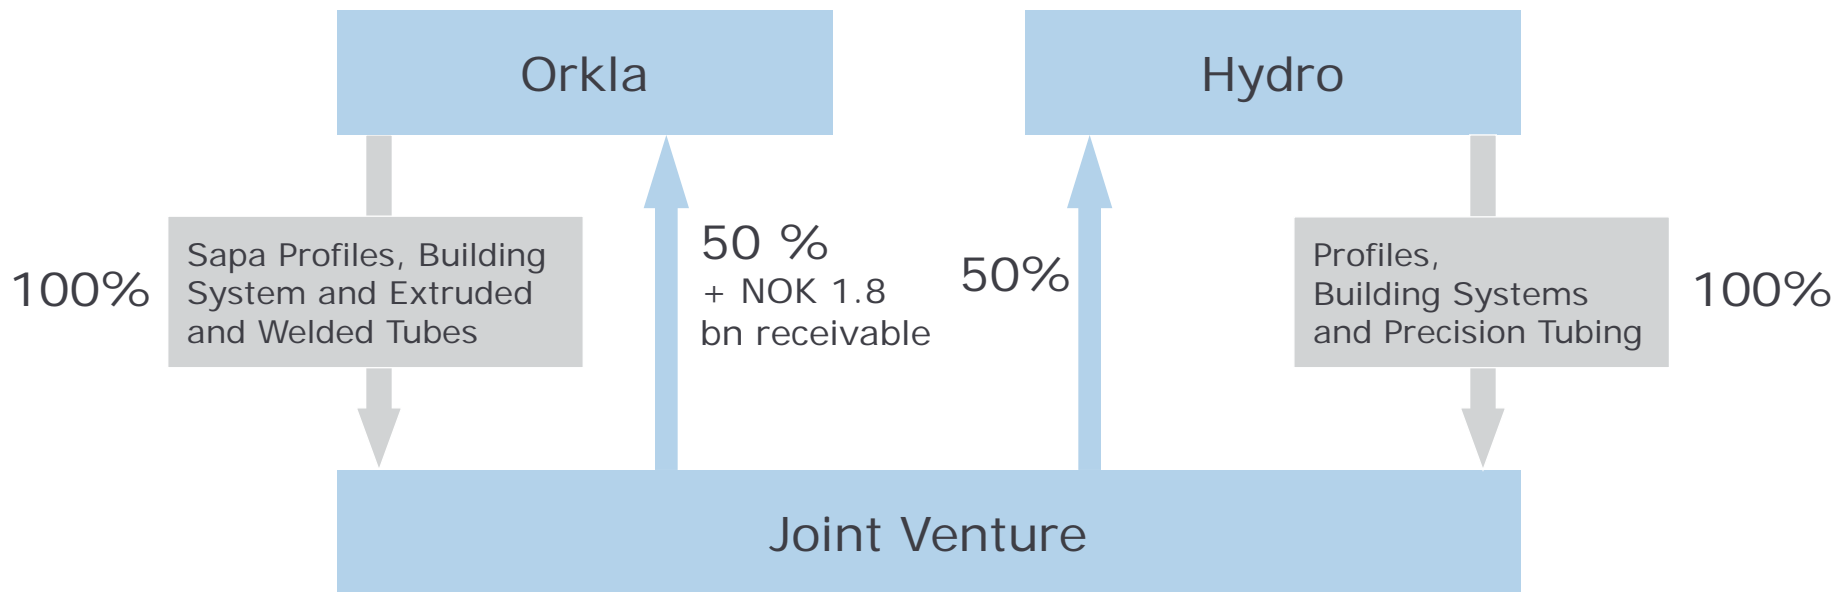 Orkla
Hydro
100%
Sapa Profiles, Building
System and Extruded
and Welded Tubes
50 %
+ NOK 1.8
bn receivable
50%
Profiles,
Building Systems
and Precision Tubing
100%
Joint Venture